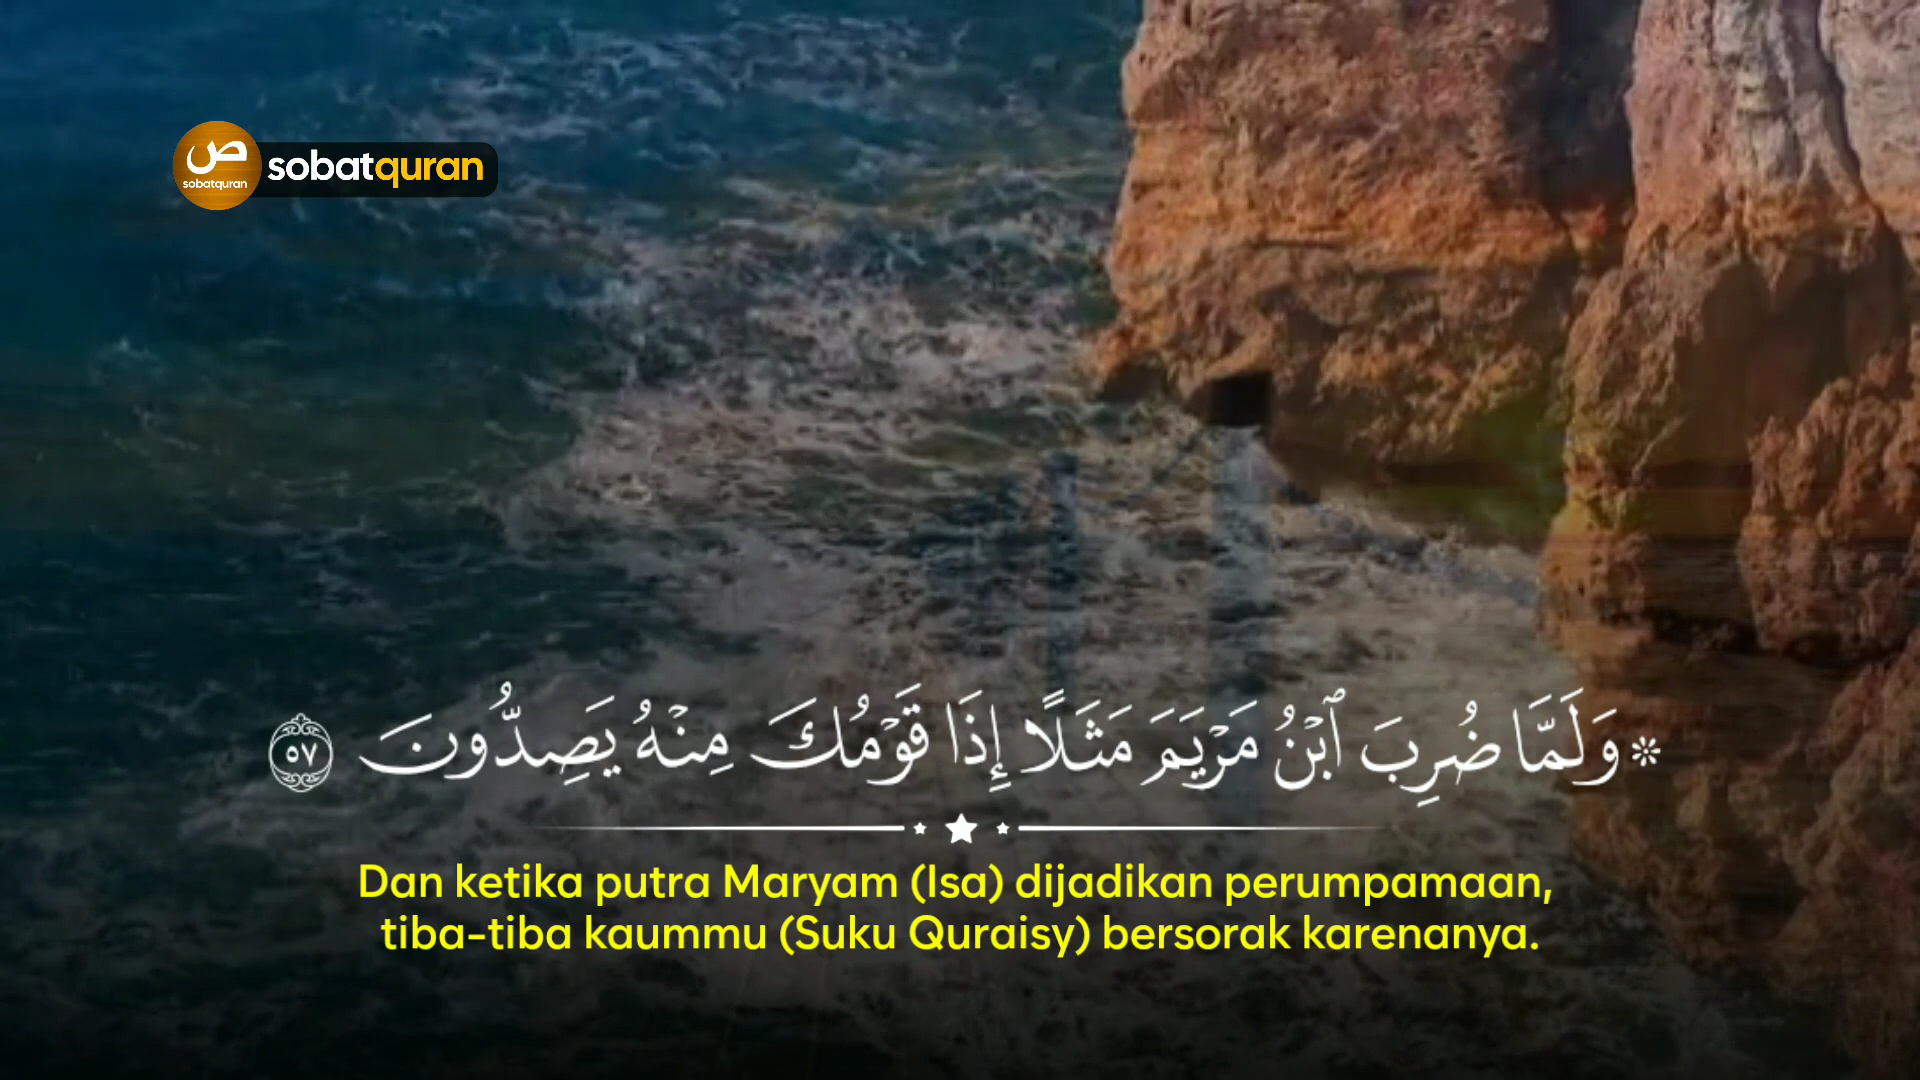 ص
sobatquran
sobatquran
۞ وَلَمَّا ضُرِبَ ٱبْنُ مَرْيَمَ مَثَلًا إِذَا قَوْمُكَ مِنْهُ يَصِدُّونَ ٥٧
Dan ketika putra Maryam (Isa) dijadikan perumpamaan,
tiba-tiba kaummu (Suku Quraisy) bersorak karenanya.